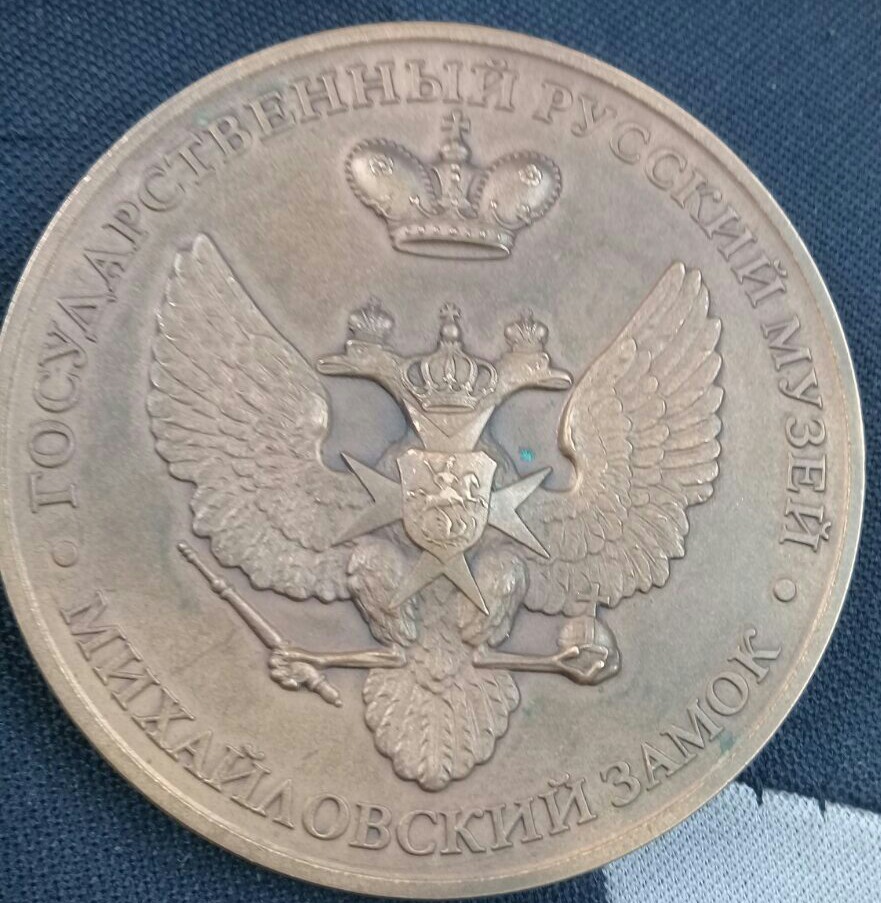 ГОСУДАРСТВЕННЫЙ РУССКИЙ МУЗЕЙ
МИХАЙЛОВСКИЙ ЗАМОК